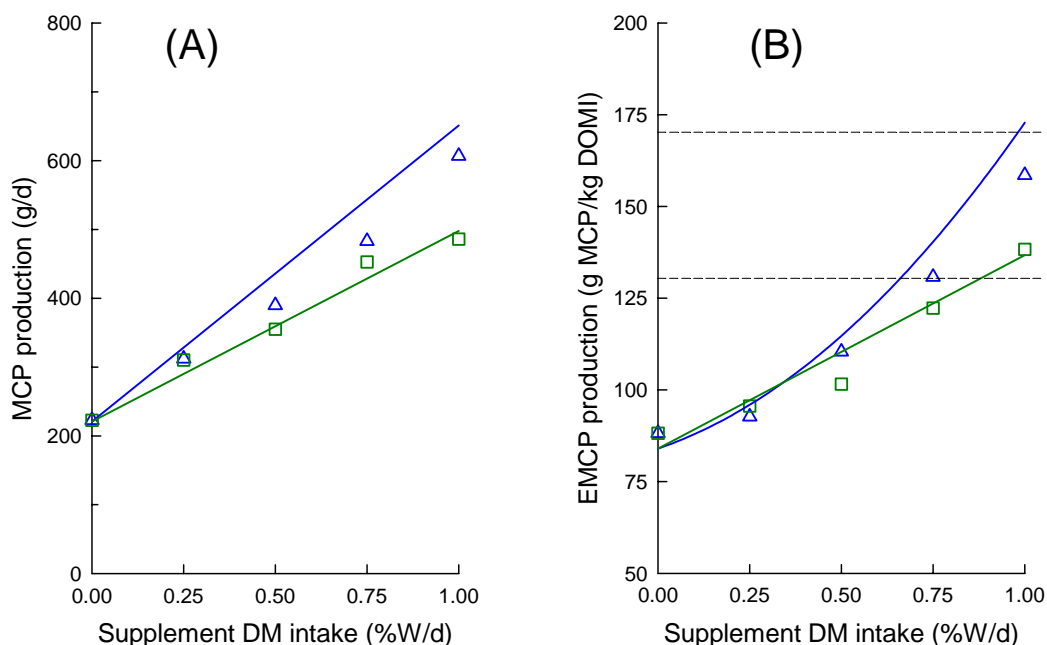 (A)
MCP production (g/d)
800
600
400
200
0
0.00 0.25 0.50 0.75 1.00
Supplement DM intake (%W/d)
(B)
EMCP production (g MCP/kg DOMI)
200
175
150
125
100
75
50
0.00 0.25 0.50 0.75 1.00
Supplement DM intake (%W/d)